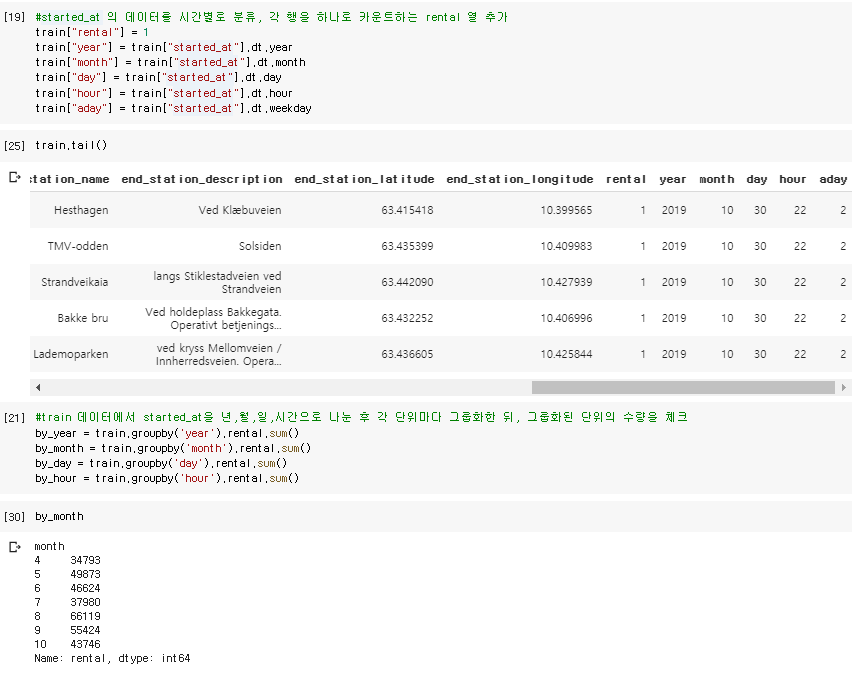 [19] #started_at 의 데이터를 시간별로 분류, 각 행을 하나로 카운트하는 rental 열 추가
train["rental"] = 1
train["year"] = train["started_at"].dt.year
train["month"] = train["started_at"].dt.month
train["day"] = train["started_at"].dt.day
train["hour"] = train["started_at"].dt.hour
train["aday"] = train["started_at"].dt.weekday
[25] train.tail()
station_name end_station_description end_station_latitude end_station_longitude rental year month day hour aday
Hesthagen Ved Klæbuveien 63.415418 10.399565 1 2019 10 30 22 2
TMV-odden Solsiden 63.435399 10.409983 1 2019 10 30 22 2
Strandveikaia langs Stiklestadveien ved 63.442090 10.427939 1 2019 10 30 22 2
Strandveien
Bakke bru Ved holdeplass Bakkegata. 63.432252 10.406996 1 2019 10 30 22 2
Operativt betjenings...
Lademoparken ved kryss Mellomveien / 63.436605 10.425844 1 2019 10 30 22 2
Innherredsveien. Opera...
[21] #train 데이터에서 started_at을 년,월,일,시간으로 나눈 후 각 단위마다 그룹화한 뒤, 그룹화된 단위의 수량을 체크
by_year = train.groupby('year').rental.sum()
by_month = train.groupby('month').rental.sum()
by_day = train.groupby('day').rental.sum()
by_hour = train.groupby('hour').rental.sum()
[30] by_month
month
4 34793
5 49873
6 46624
7 37980
8 66119
9 55424
10 43746
Name: rental, dtype: int64